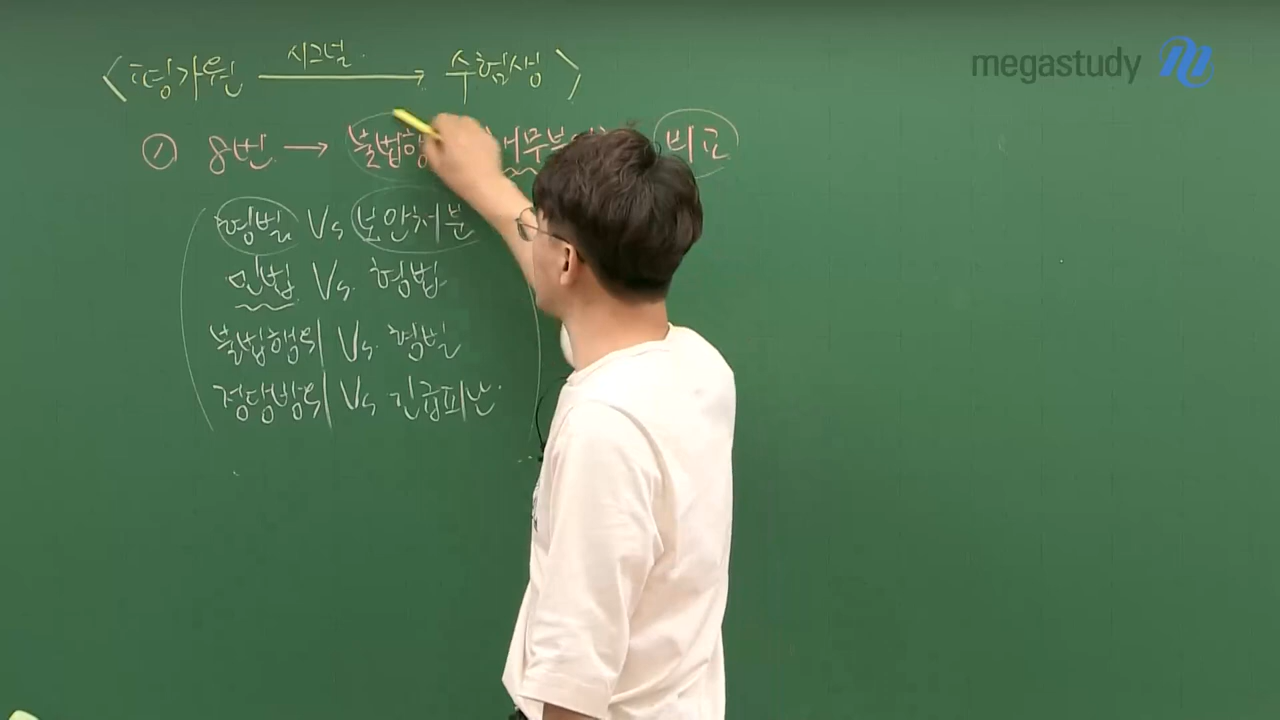 megastudy
<평가원 시그널 → 수험생>
① 8번 → 불법행 비교
형벌 Vs 보안처분
민법 Vs. 형법
불법행위 Vs. 형벌
정당방위 Vs 긴급피난